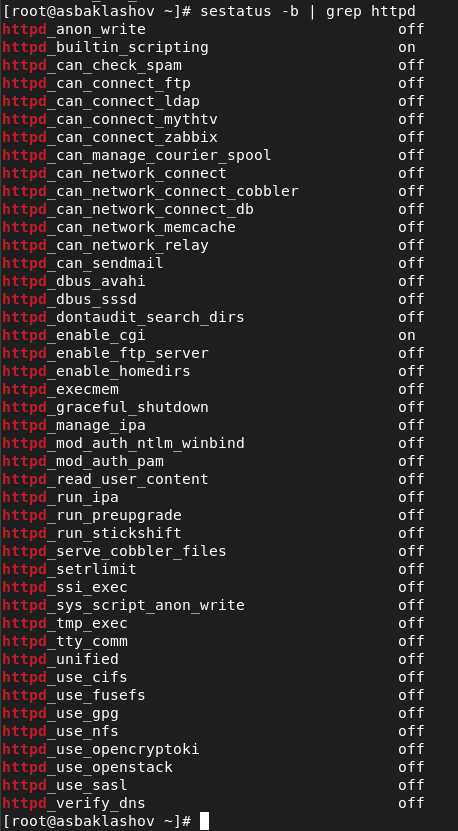 [root@asbaklashov ~]# sestatus -b | grep httpd
httpd_anon_write off
httpd_builtin_scripting on
httpd_can_check_spam off
httpd_can_connect_ftp off
httpd_can_connect_ldap off
httpd_can_connect_mythtv off
httpd_can_connect_zabbix off
httpd_can_manage_courier_spool off
httpd_can_network_connect off
httpd_can_network_connect_cobbler off
httpd_can_network_connect_db off
httpd_can_network_memcache off
httpd_can_network_relay off
httpd_can_sendmail off
httpd_dbus_avahi off
httpd_dbus_sssd off
httpd_dontaudit_search_dirs off
httpd_enable_cgi on
httpd_enable_ftp_server off
httpd_enable_homedirs off
httpd_execmem off
httpd_graceful_shutdown off
httpd_manage_ipa off
httpd_mod_auth_ntlm_winbind off
httpd_mod_auth_pam off
httpd_read_user_content off
httpd_run_ipa off
httpd_run_preupgrade off
httpd_run_stickshift off
httpd_serve_cobbler_files off
httpd_setrlimit off
httpd_ssi_exec off
httpd_sys_script_anon_write off
httpd_tmp_exec off
httpd_tty_comm off
httpd_unified off
httpd_use_cifs off
httpd_use_fusefs off
httpd_use_gpg off
httpd_use_nfs off
httpd_use_opencryptoki off
httpd_use_openstack off
httpd_use_sasl off
httpd_verify_dns off
[root@asbaklashov ~]#